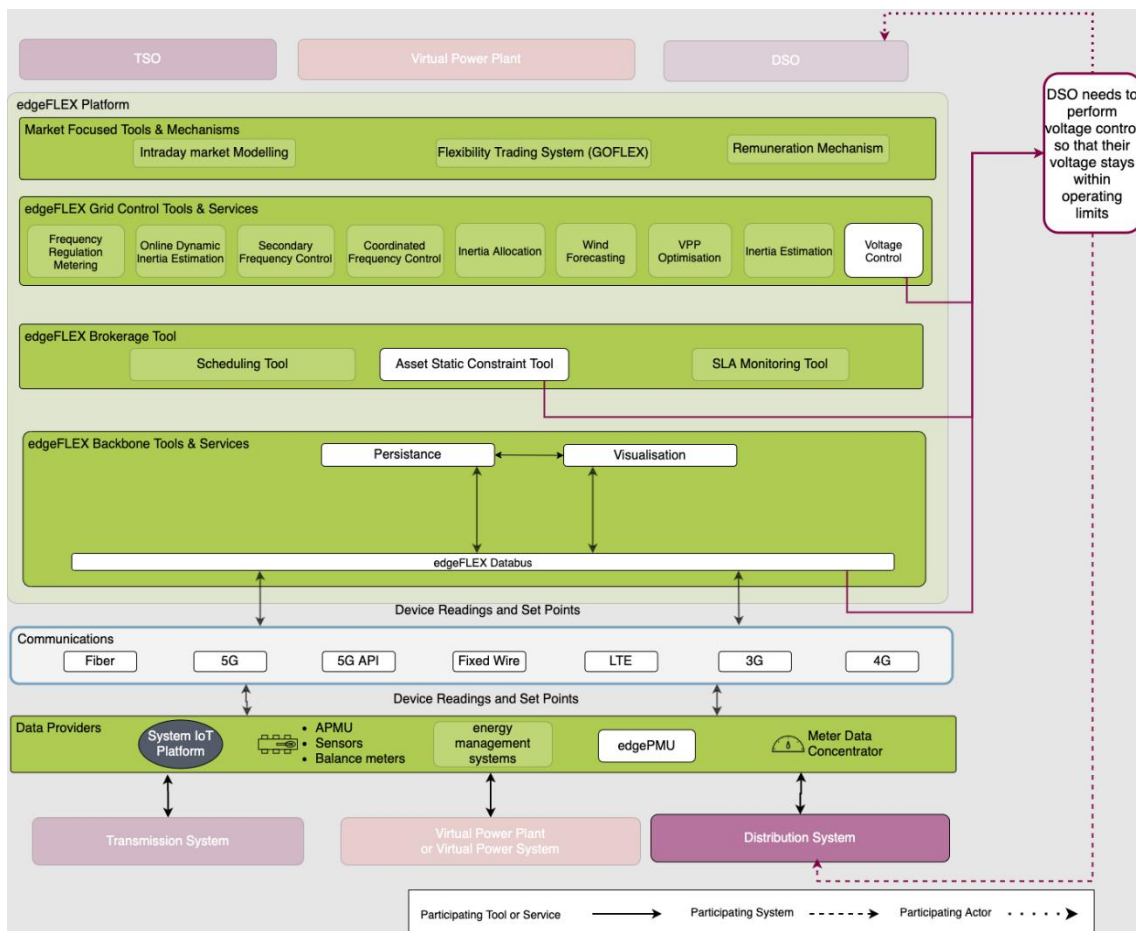 TSO
Virtual Power Plant
DSO
edgeFLEX Platform
Market Focused Tools & Mechanisms
Intraday market Modelling
Flexibility Trading System (GOFLEX)
Remuneration Mechanism
DSO needs to
perform
voltage control
so that their
voltage stays
within
operating
limits
edgeFLEX Grid Control Tools & Services
Frequency
Regulation
Metering
Online Dynamic
Inertia Estimation
Secondary
Frequency Control
Coordinated
Frequency Control
Inertia Allocation
Wind
Forecasting
VPP
Optimisation
Inertia Estimation
Voltage
Control
edgeFLEX Brokerage Tool
Scheduling Tool
Asset Static Constraint Tool
SLA Monitoring Tool
edgeFLEX Backbone Tools & Services
Persistance
Visualisation
edgeFLEX Databus
Device Readings and Set Points
Communications
Fiber
5G
5G API
Fixed Wire
LTE
3G
4G
Device Readings and Set Points
Data Providers
System IoT
Platform
• APMU
• Sensors
• Balance meters
energy
management
systems
edgePMU
Meter Data
Concentrator
Transmission System
Virtual Power Plant
or Virtual Power System
Distribution System
Participating Tool or Service
Participating System
Participating Actor